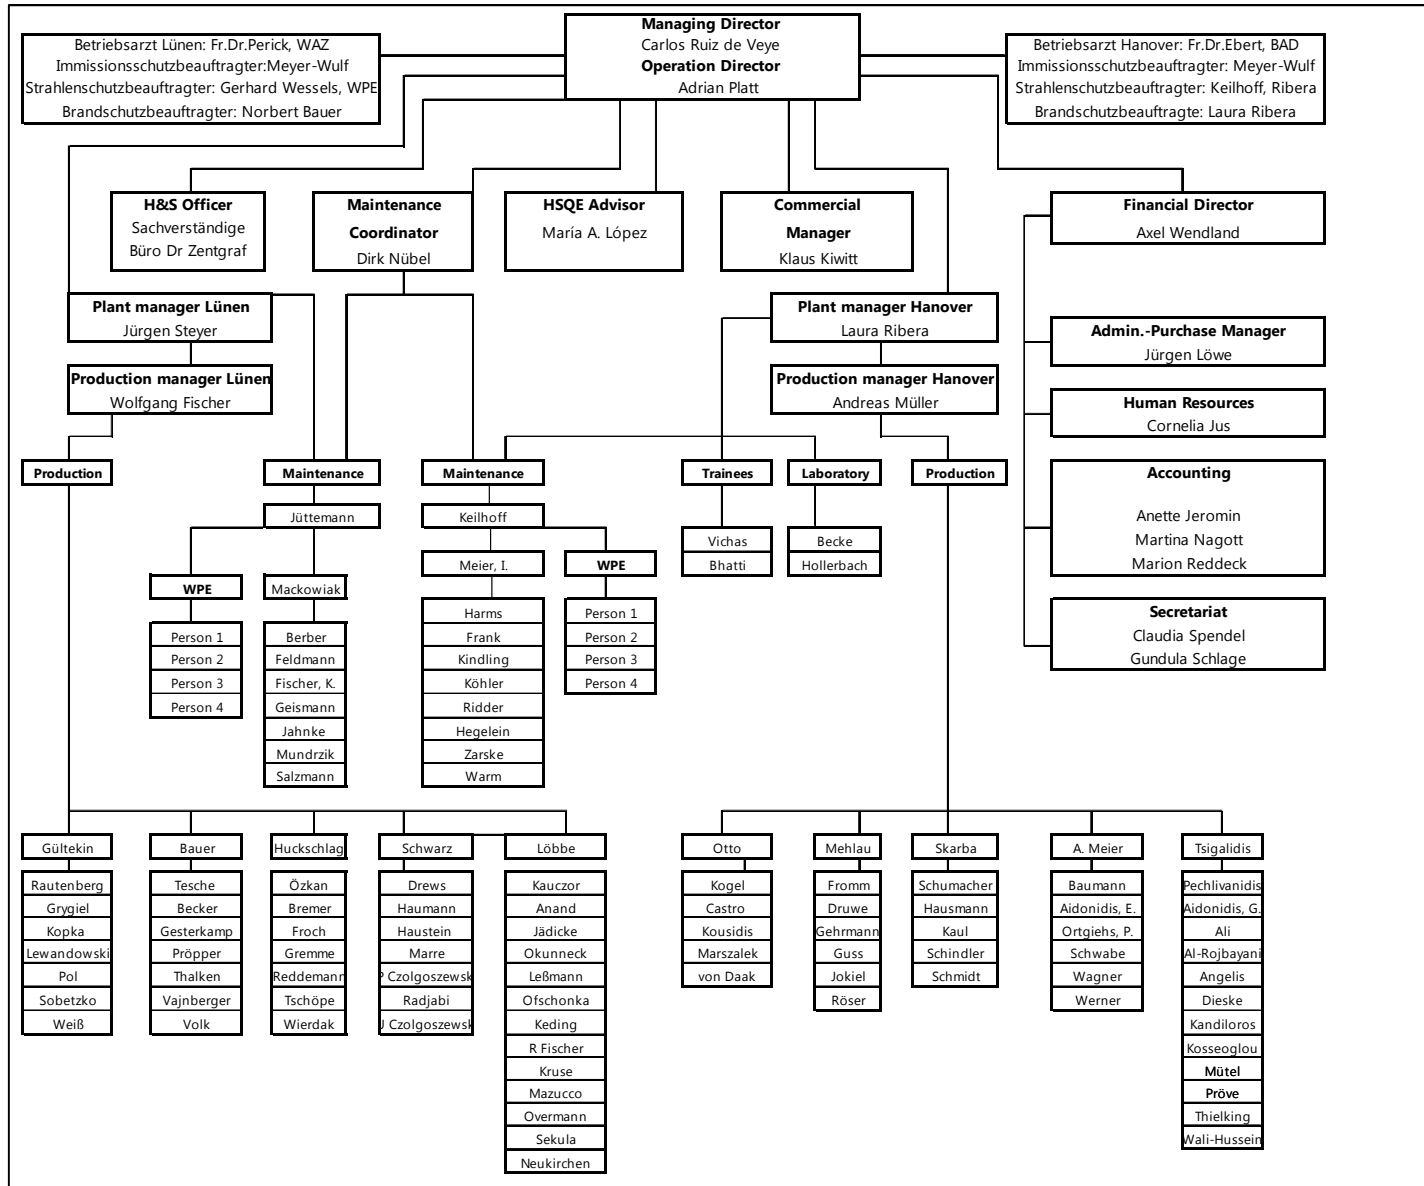 Managing Director
Carlos Ruiz de Veye
Operation Director
Adrian Platt
Betriebsarzt Lünen: Fr.Dr.Perick, WAZ
Immissionsschutzbeauftragter:Meyer-Wulf
Strahlenschutzbeauftragter: Gerhard Wessels, WPE
Brandschutzbeauftragter: Norbert Bauer
Betriebsarzt Hanover: Fr.Dr.Ebert, BAD
Immissionsschutzbeauftragter: Meyer-Wulf
Strahlenschutzbeauftragter: Keilhoff, Ribera
Brandschutzbeauftragte: Laura Ribera
H&S Officer
Sachverständige
Büro Dr Zentgraf
Maintenance
Coordinator
Dirk Nübel
HSQE Advisor
María A. López
Commercial
Manager
Klaus Kiwitt
Financial Director
Axel Wendland
Plant manager Lünen
Jürgen Steyer
Plant manager Hanover
Laura Ribera
Admin.-Purchase Manager
Jürgen Löwe
Production manager Lünen
Wolfgang Fischer
Production manager Hanover
Andreas Müller
Human Resources
Cornelia Jus
Accounting
Anette Jeromin
Martina Nagott
Marion Reddeck
Secretariat
Claudia Spendel
Gundula Schlage
Production
Maintenance
Maintenance
Trainees
Laboratory
Production
Jüttemann
Keilhoff
Vichas
Bhatti
Becke
Hollerbach
WPE
Mackowiak
Meier, I.
WPE
Person 1
Person 2
Person 3
Person 4
Berber
Feldmann
Fischer, K.
Geismann
Jahnke
Mundrzik
Salzmann
Harms
Frank
Kindling
Köhler
Ridder
Hegelein
Zarske
Warm
Person 1
Person 2
Person 3
Person 4
Gültekin
Rautenberg
Grygiel
Kopka
Lewandowski
Pol
Sobetzko
Weiß
Bauer
Tesche
Becker
Gesterkamp
Pröpper
Thalken
Vajnberger
Volk
Huckschlag
Özkan
Bremer
Froch
Gremme
Reddemann
Tschöpe
Wierdak
Schwarz
Drews
Haumann
Haustein
Marre
P Czolgoszewsk
Radjabi
J Czolgoszewsk
Löbbe
Kauczor
Anand
Jädicke
Okunneck
Leßmann
Ofschonka
Keding
R Fischer
Kruse
Mazucco
Overmann
Sekula
Neukirchen
Otto
Kogel
Castro
Kousidis
Marszalek
von Daak
Mehlau
Fromm
Druwe
Gehrmann
Guss
Jokiel
Röser
Skarba
Schumacher
Hausmann
Kaul
Schindler
Schmidt
A. Meier
Baumann
Aidonidis, E.
Ortgiehs, P.
Schwabe
Wagner
Werner
Tsigalidis
Pechlivanidis
Aidonidis, G.
Ali
Al-Rojbayani
Angelis
Dieske
Kandiloros
Kosseoglou
Mütel
Pröve
Thielking
Wali-Hussein